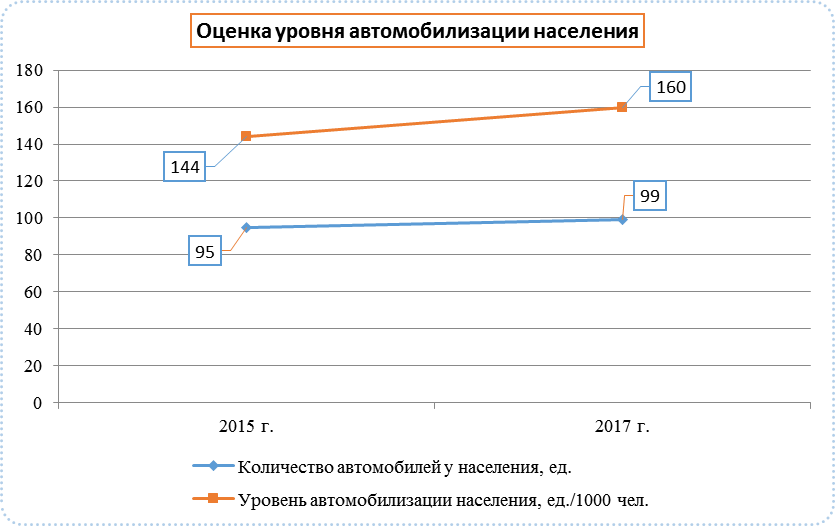 Оценка уровня автомобилизации населения
180
160
140
120
100
80
60
40
20
0
144
160
95
99
2015 г.
2017 г.
Количество автомобилей у населения, ед.
Уровень автомобилизации населения, ед./1000 чел.